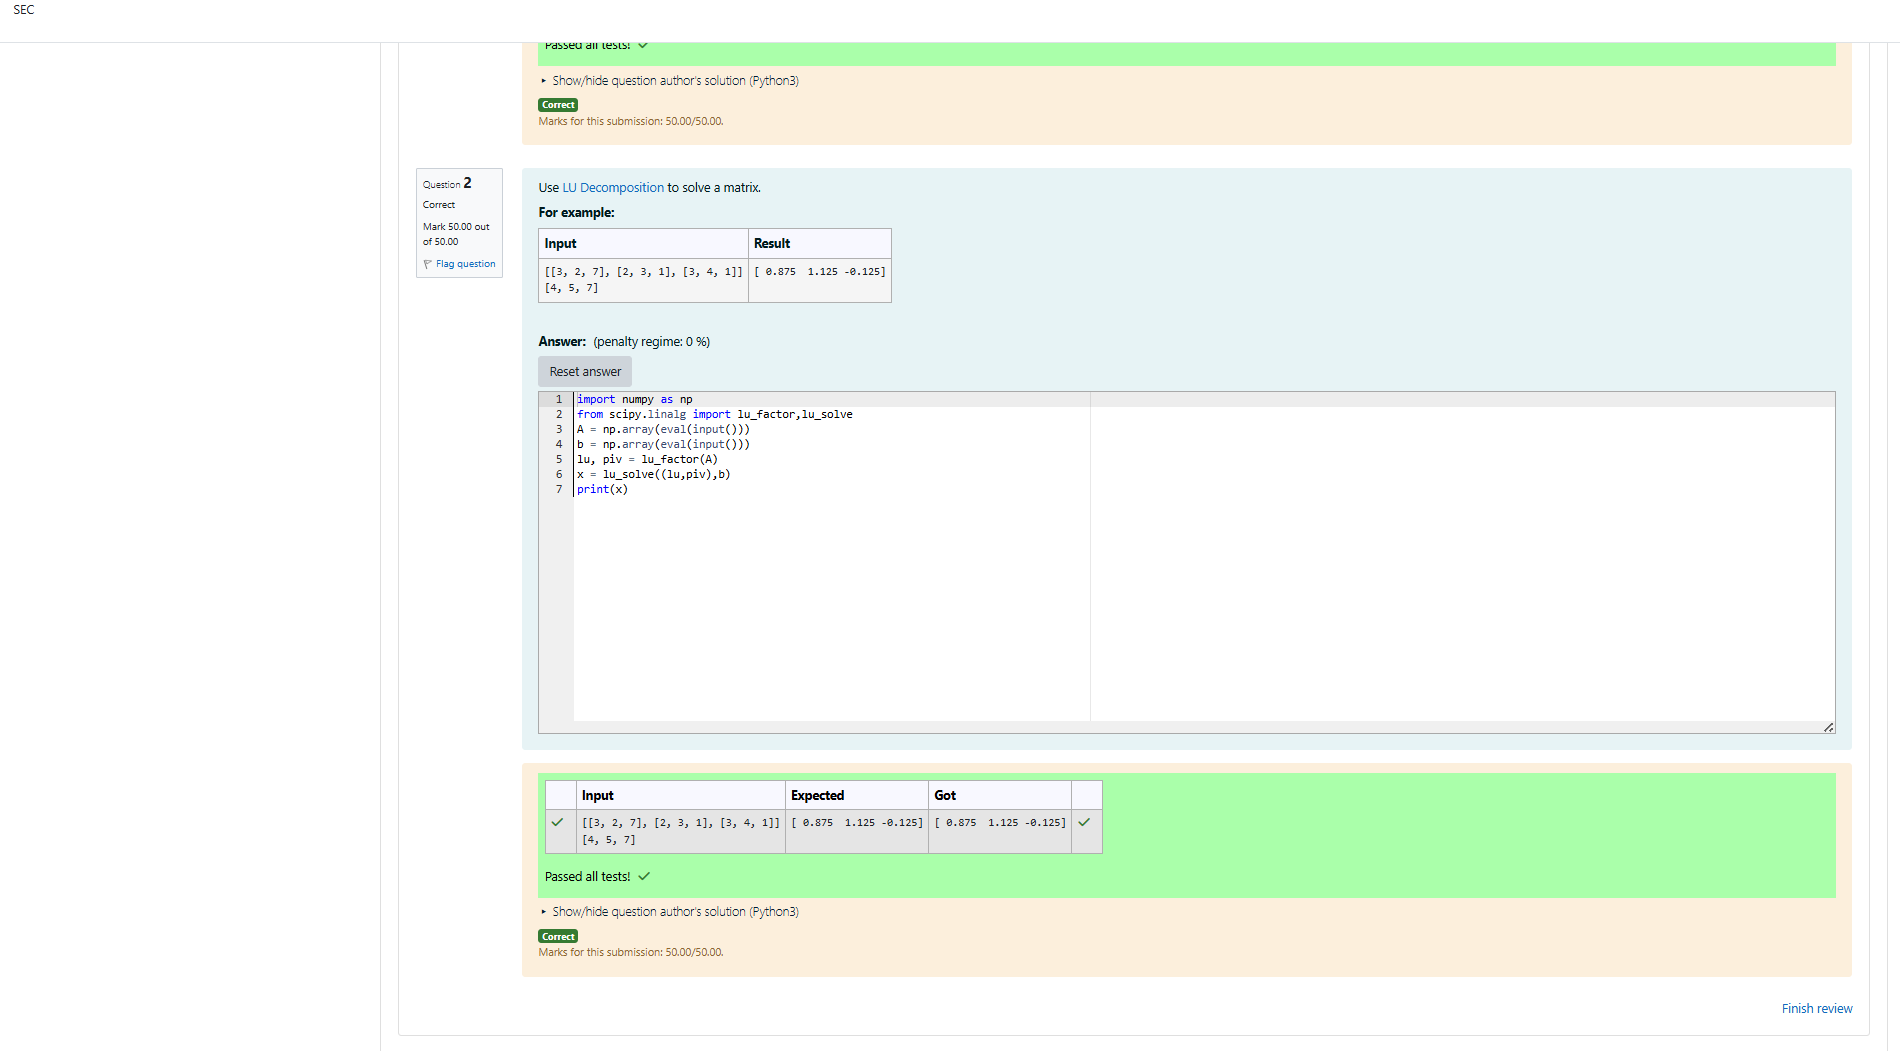 SEC
Passed all tests!
Show/hide question author's solution (Python3)
Correct
Marks for this submission: 50.00/50.00.
Question 2
Correct
Mark 50.00 out
of 50.00
Flag question
Use LU Decomposition to solve a matrix.
For example:
Input Result
[[3, 2, 7], [2, 3, 1], [3, 4, 1]] [ 0.875  1.125 -0.125]
[4, 5, 7]
Answer: (penalty regime: 0 %)
Reset answer
1 import numpy as np
2 from scipy.linalg import lu_factor,lu_solve
3 A = np.array(eval(input()))
4 b = np.array(eval(input()))
5 lu, piv = lu_factor(A)
6 x = lu_solve((lu,piv),b)
7 print(x)
Input Expected Got
[[3, 2, 7], [2, 3, 1], [3, 4, 1]] [ 0.875  1.125 -0.125] [ 0.875  1.125 -0.125]
[4, 5, 7]
Passed all tests!
Show/hide question author's solution (Python3)
Correct
Marks for this submission: 50.00/50.00.
Finish review